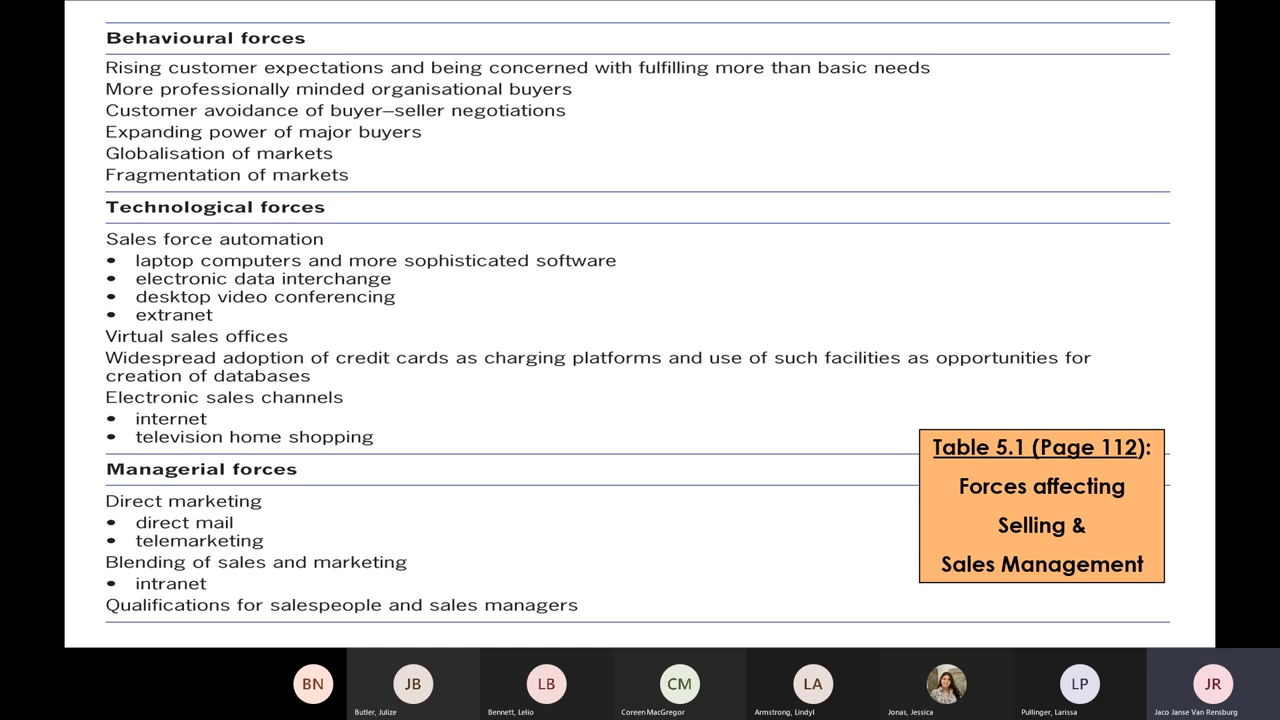 Behavioural forces
Rising customer expectations and being concerned with fulfilling more than basic needs
More professionally minded organisational buyers
Customer avoidance of buyer–seller negotiations
Expanding power of major buyers
Globalisation of markets
Fragmentation of markets
Technological forces
Sales force automation
• laptop computers and more sophisticated software
• electronic data interchange
• desktop video conferencing
• extranet
Virtual sales offices
Widespread adoption of credit cards as charging platforms and use of such facilities as opportunities for
creation of databases
Electronic sales channels
• internet
• television home shopping
Managerial forces
Direct marketing
• direct mail
• telemarketing
Blending of sales and marketing
• intranet
Qualifications for salespeople and sales managers
Table 5.1 (Page 112):
Forces affecting
Selling &
Sales Management
BN
JB
LB
CM
LA
LP
JR
Butler, Julize
Bennett, Lelio
Coreen MacGregor
Armstrong, Lindyl
Jonas, Jessica
Pullinger, Larissa
Jaco Janse Van Rensburg